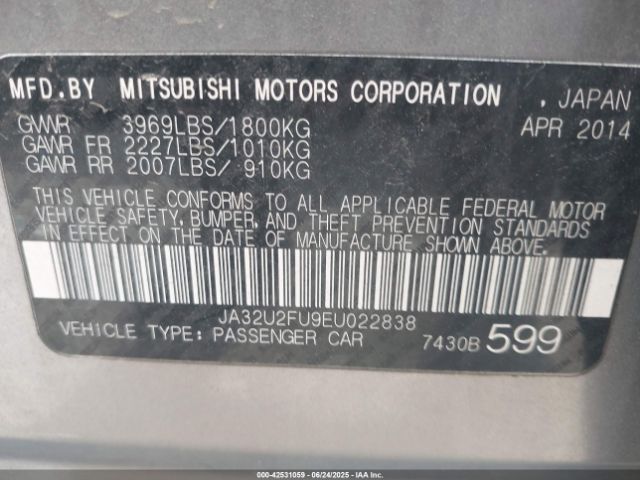 MFD.BY MITSUBISHI MOTORS CORPORATION . JAPAN
GVWR 3969LBS/1800KG APR 2014
GAWR FR 2227LBS/1010KG
GAWR RR 2007LBS/ 910KG
THIS VEHICLE CONFORMS TO ALL APPLICABLE FEDERAL MOTOR
VEHICLE SAFETY, BUMPER, AND THEFT PREVENTION STANDARDS
IN EFFECT ON THE DATE OF MANUFACTURE SHOWN ABOVE.
JA32U2FU9EU022838
VEHICLE TYPE: PASSENGER CAR 7430B 599
000-42531059 | 06/24/2025 | COPYRIGHT IAA, LLC.